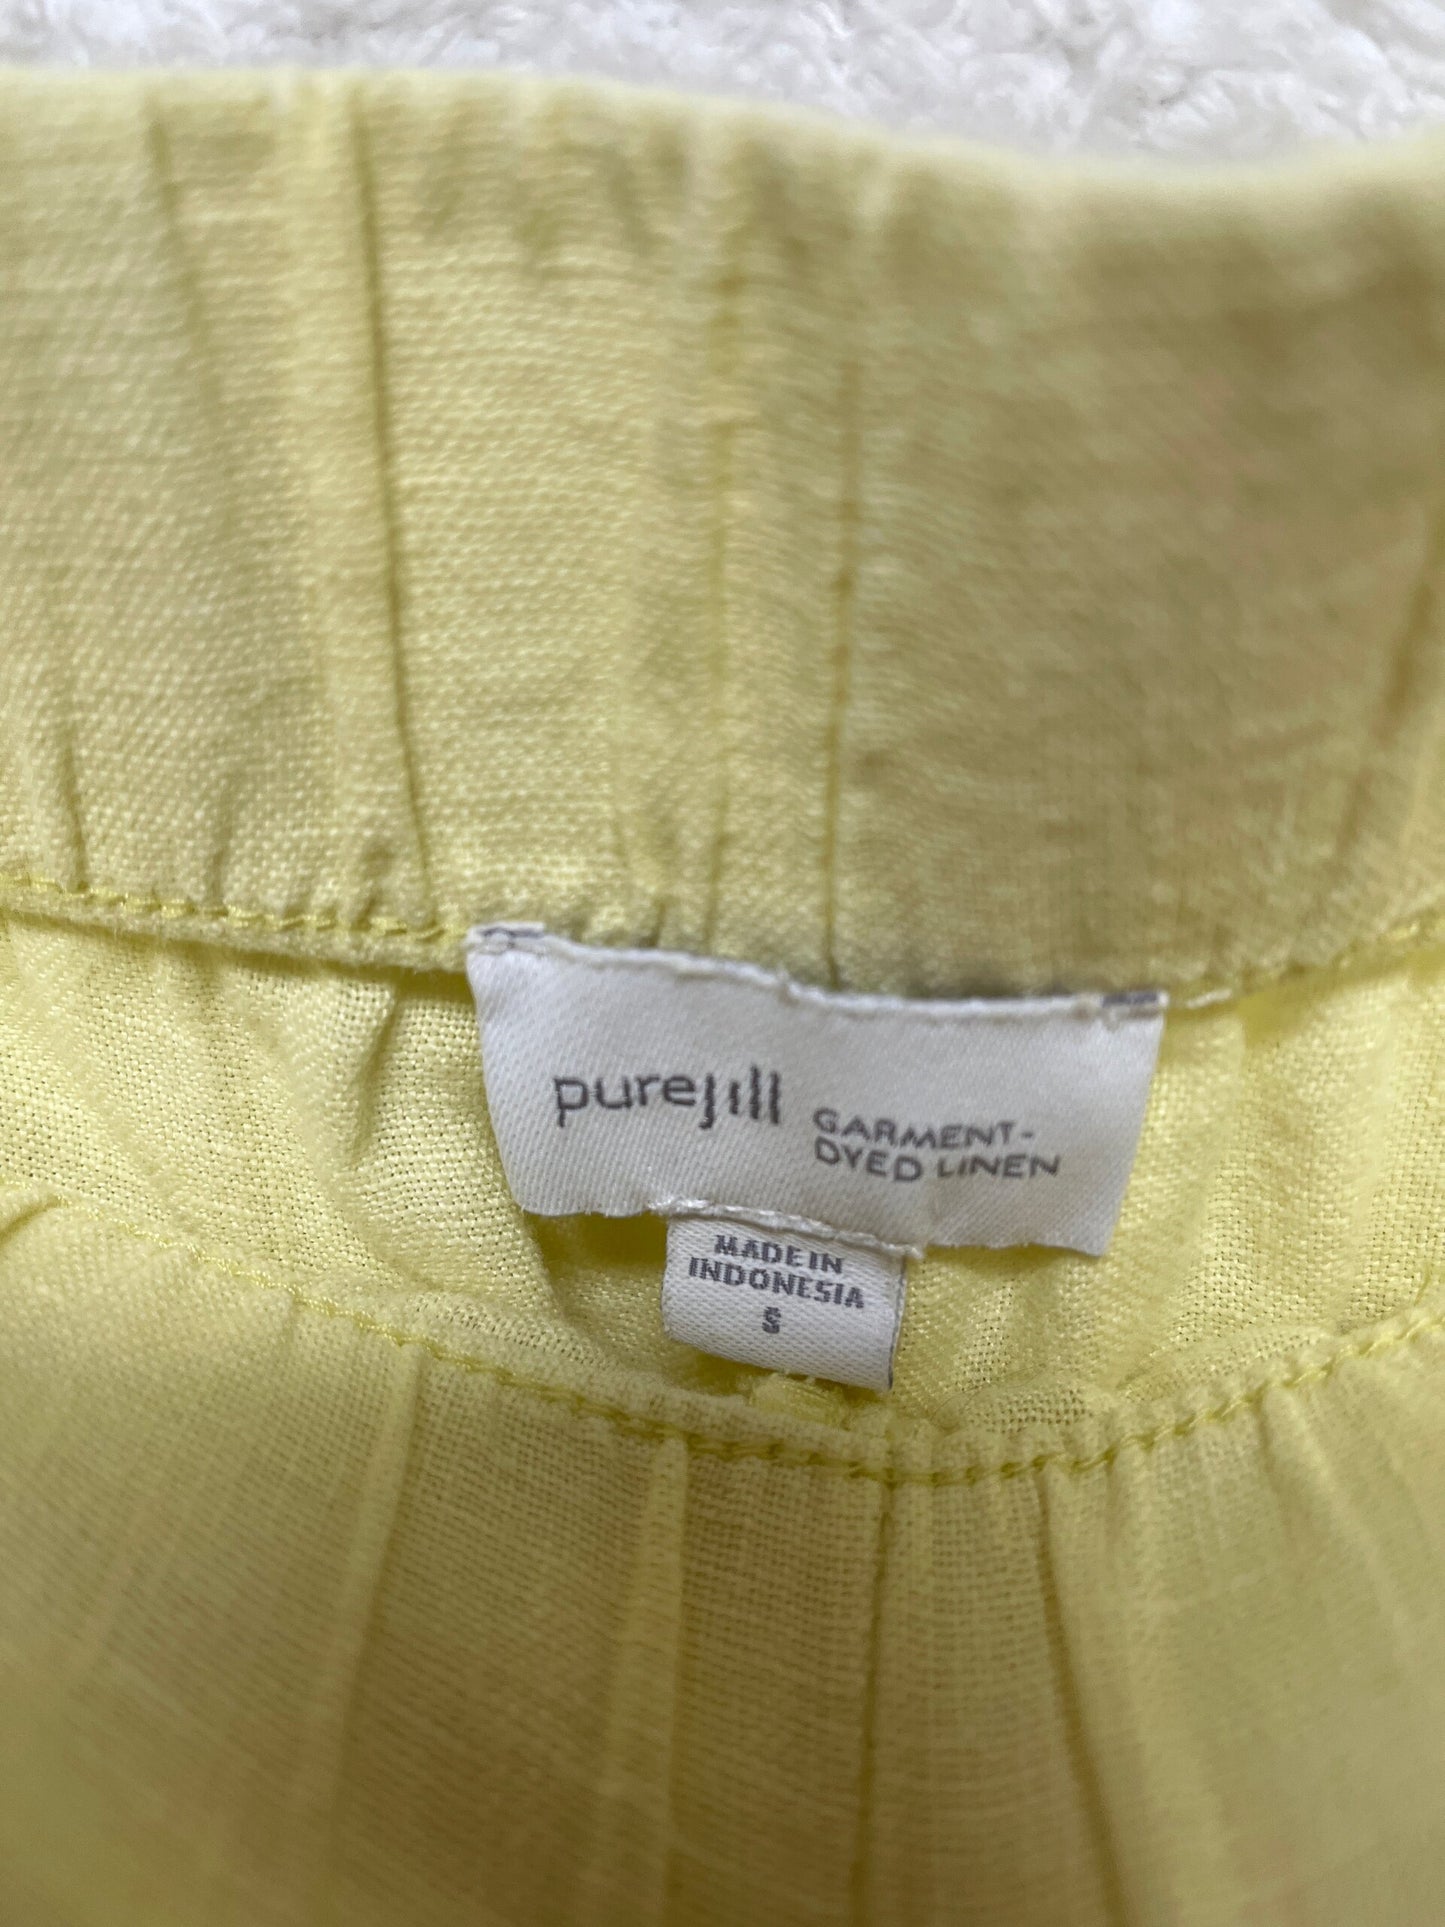 purejill
GARMENT-
DYED LINEN
MADE IN
INDONESIA
S